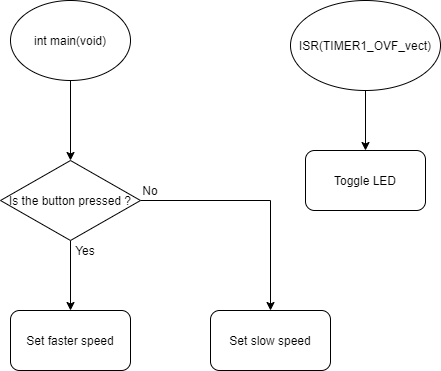 int main(void)
ISR(TIMER1_OVF_vect)
Toggle LED
Is the button pressed ?
No
Yes
Set faster speed
Set slow speed